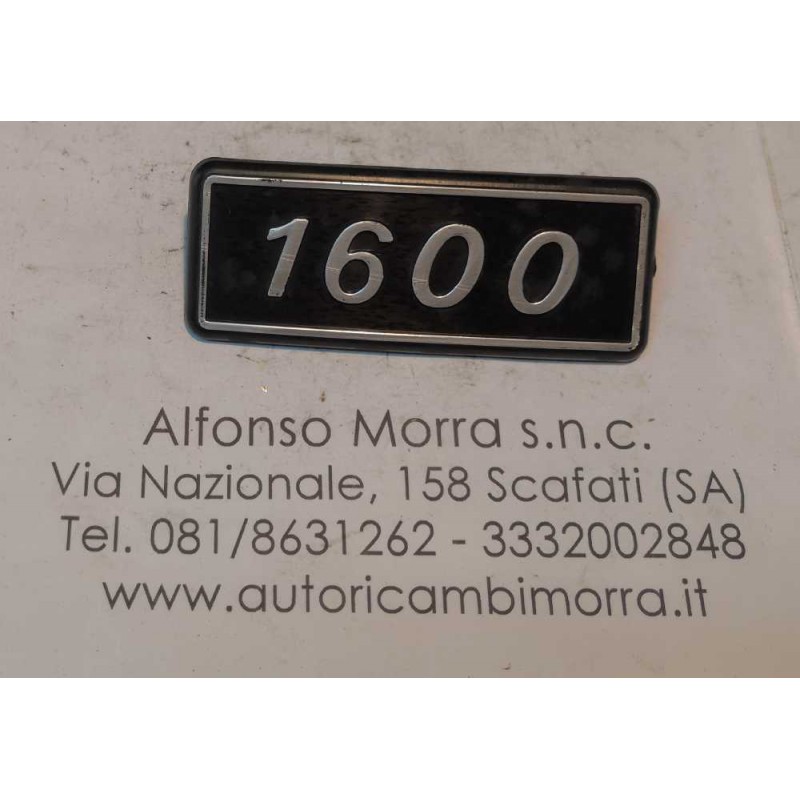 1600
Alfonso Morra s.n.c.
Via Nazionale, 158 Scafati (SA)
Tel. 081/8631262 - 3332002848
www.autoricambimorra.it